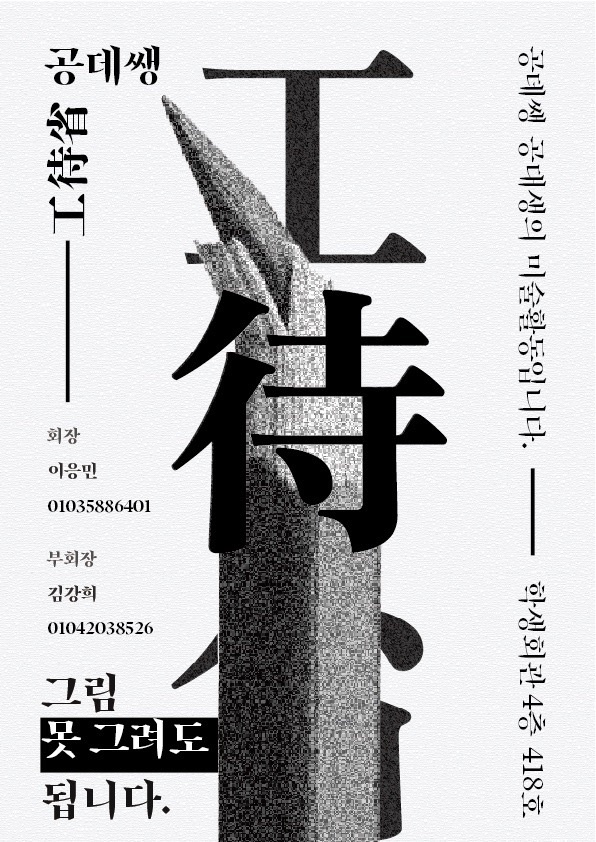 공데쌩
工待省
회장
이응민
01035886401
부회장
김강희
01042038526
그림
못 그려도
됩니다.
工
待
공데쌩 공대생의 미술활동입니다.
학생회관 4층 418호